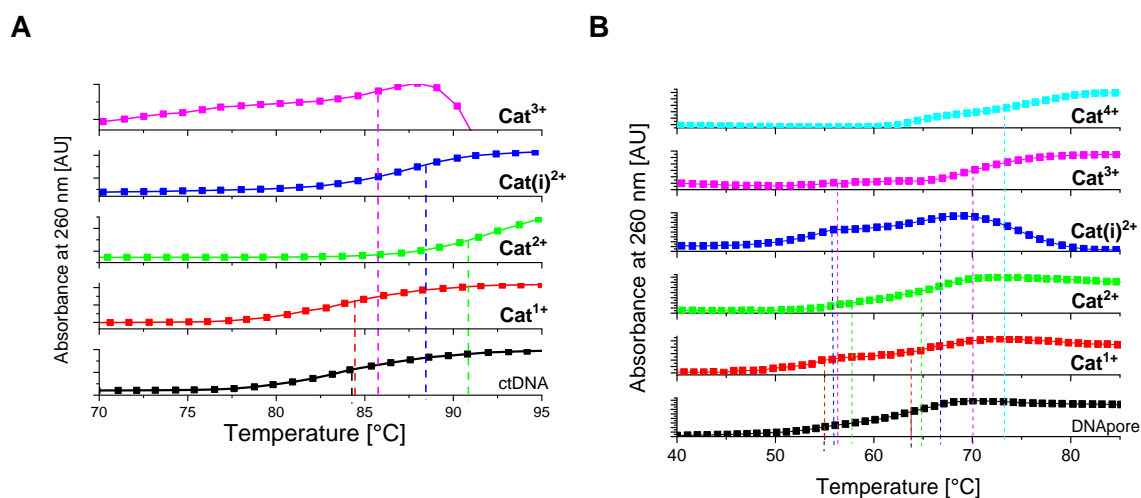 A
Absorbance at 260 nm [AU]
Cat³⁺
Cat(i)²⁺
Cat²⁺
Cat¹⁺
ctDNA
70 75 80 85 90 95
Temperature [°C]
B
Absorbance at 260 nm [AU]
Cat⁴⁺
Cat³⁺
Cat(i)²⁺
Cat²⁺
Cat¹⁺
DNApore
40 50 60 70 80
Temperature [°C]